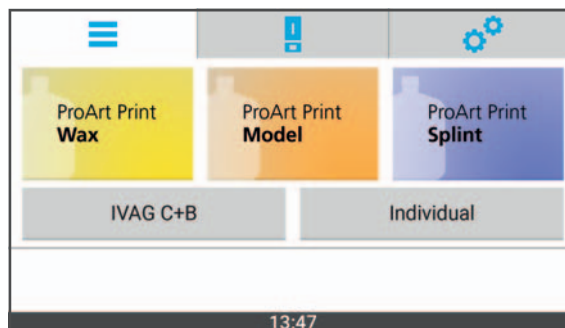 ProArt Print
Wax
ProArt Print
Model
ProArt Print
Splint
IVAG C+B
Individual
13:47